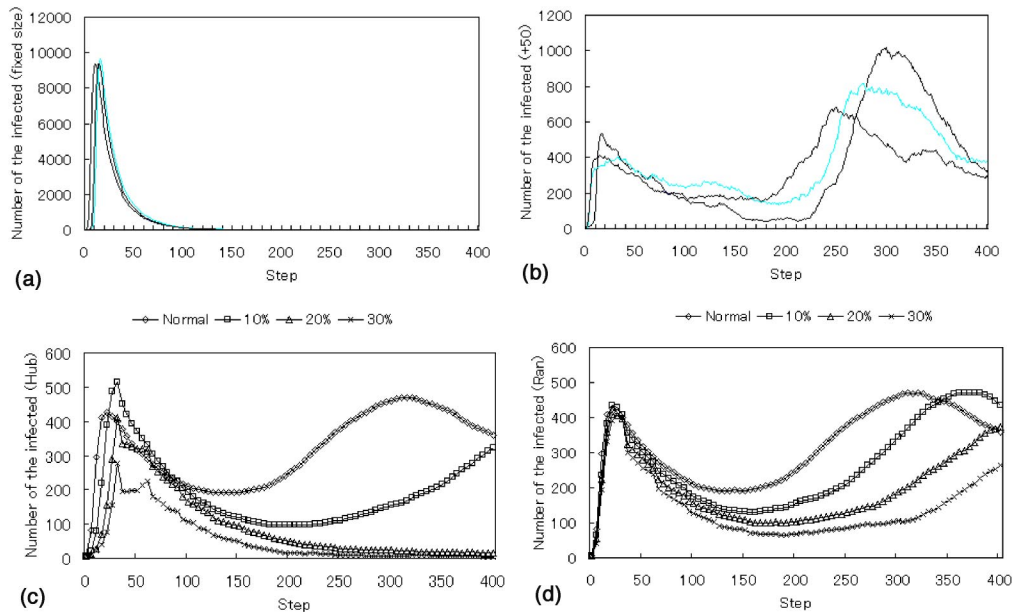 12000
10000
8000
6000
4000
2000
0
Number of the infected (fixed size)
0 50 100 150 200 250 300 350 400
Step
(a)
1200
1000
800
600
400
200
0
Number of the infected (+50)
0 50 100 150 200 250 300 350 400
Step
(b)
Normal 10% 20% 30%
600
500
400
300
200
100
0
Number of the infected (Hub)
0 50 100 150 200 250 300 350 400
Step
(c)
Normal 10% 20% 30%
600
500
400
300
200
100
0
Number of the infected (Ran)
0 50 100 150 200 250 300 350 400
Step
(d)